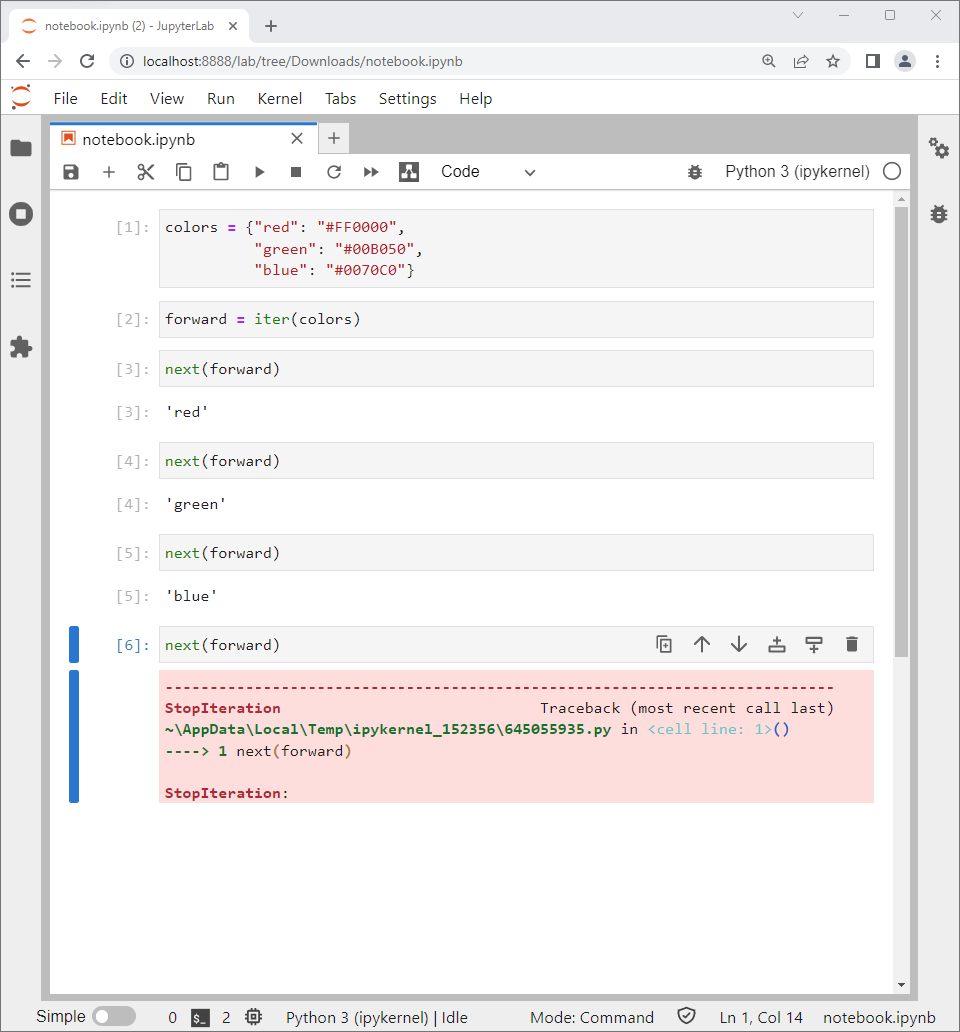 notebook.ipynb (2) - JupyterLab
localhost:8888/lab/tree/Downloads/notebook.ipynb
File Edit View Run Kernel Tabs Settings Help
notebook.ipynb
Code Python 3 (ipykernel)
[1]: colors = {"red": "#FF0000",
"green": "#00B050",
"blue": "#0070C0"}
[2]: forward = iter(colors)
[3]: next(forward)
[3]: 'red'
[4]: next(forward)
[4]: 'green'
[5]: next(forward)
[5]: 'blue'
[6]: next(forward)
---------------------------------------------------------------------------
StopIteration Traceback (most recent call last)
~\AppData\Local\Temp\ipykernel_152356\645055935.py in <cell line: 1>()
----> 1 next(forward)
StopIteration:
Simple 0 $_ 2 Python 3 (ipykernel) | Idle Mode: Command Ln 1, Col 14 notebook.ipynb